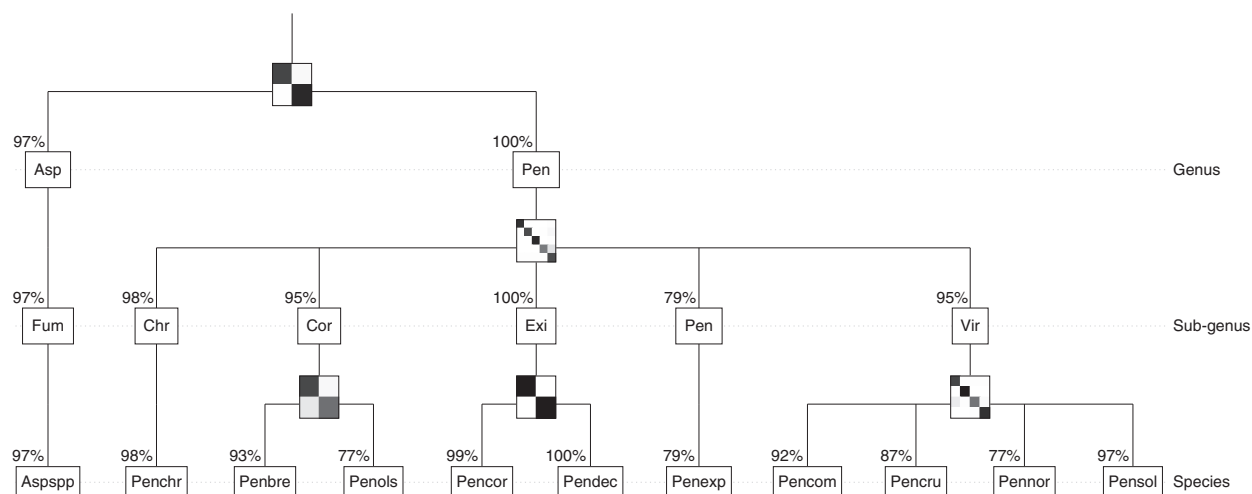 97% 100%
Asp Pen Genus
97% 98% 95% 100% 79% 95%
Fum Chr Cor Exi Pen Vir Sub-genus
97% 98% 93% 77% 99% 100% 79% 92% 87% 77% 97%
Aspspp Penchr Penbre Penols Pencor Pendec Penexp Pencom Pencru Pennor Pensol Species